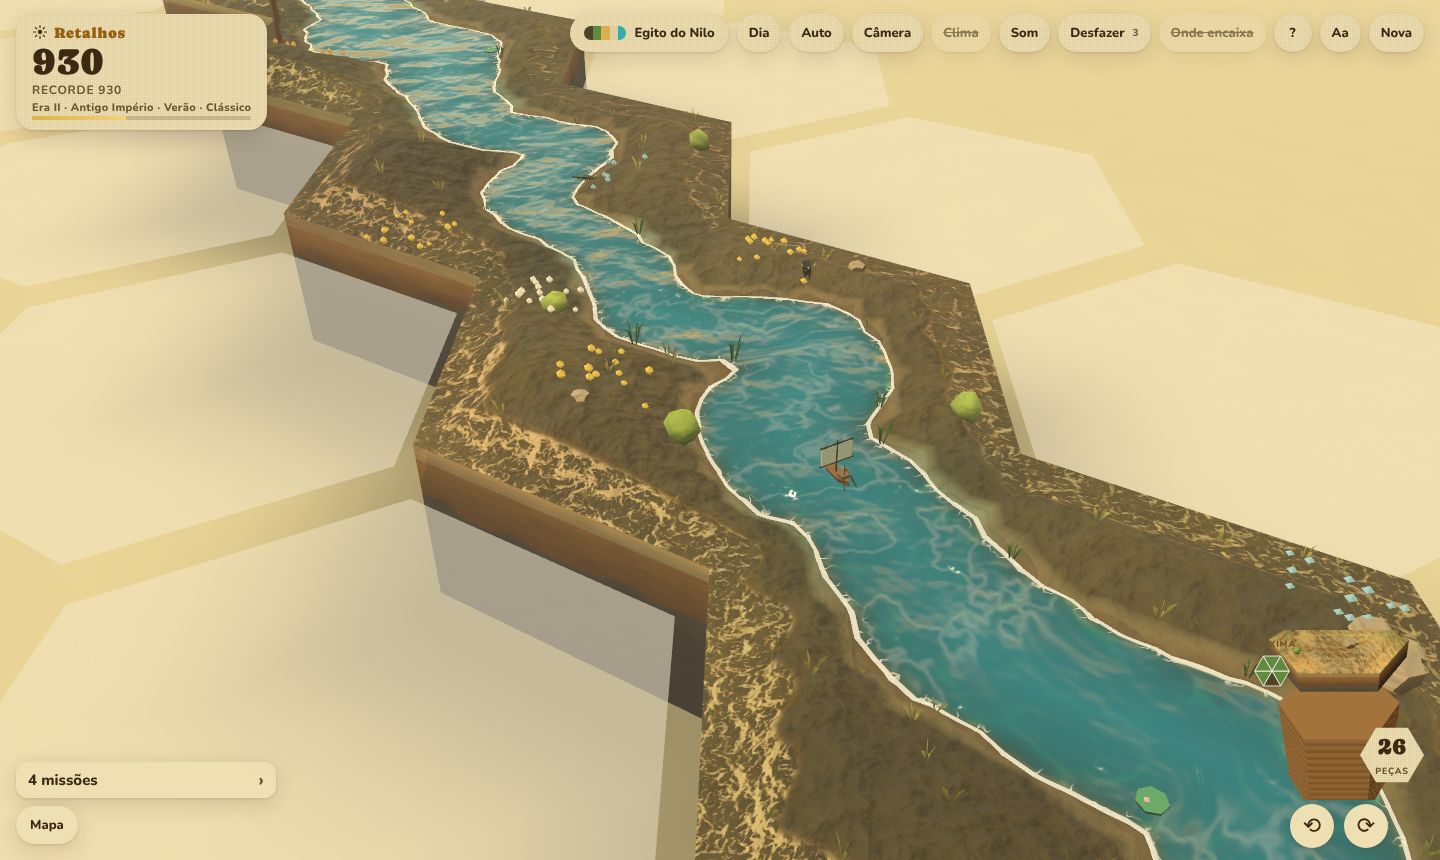 Retalhos
930
RECORDE 930
Era II · Antigo Império · Verão · Clássico
Egito do Nilo
Dia
Auto
Câmera
Clima
Som
Desfazer 3
Onde encaixa
?
Aa
Nova
26
PEÇAS
4 missões ›
Mapa
⟲ ⟳